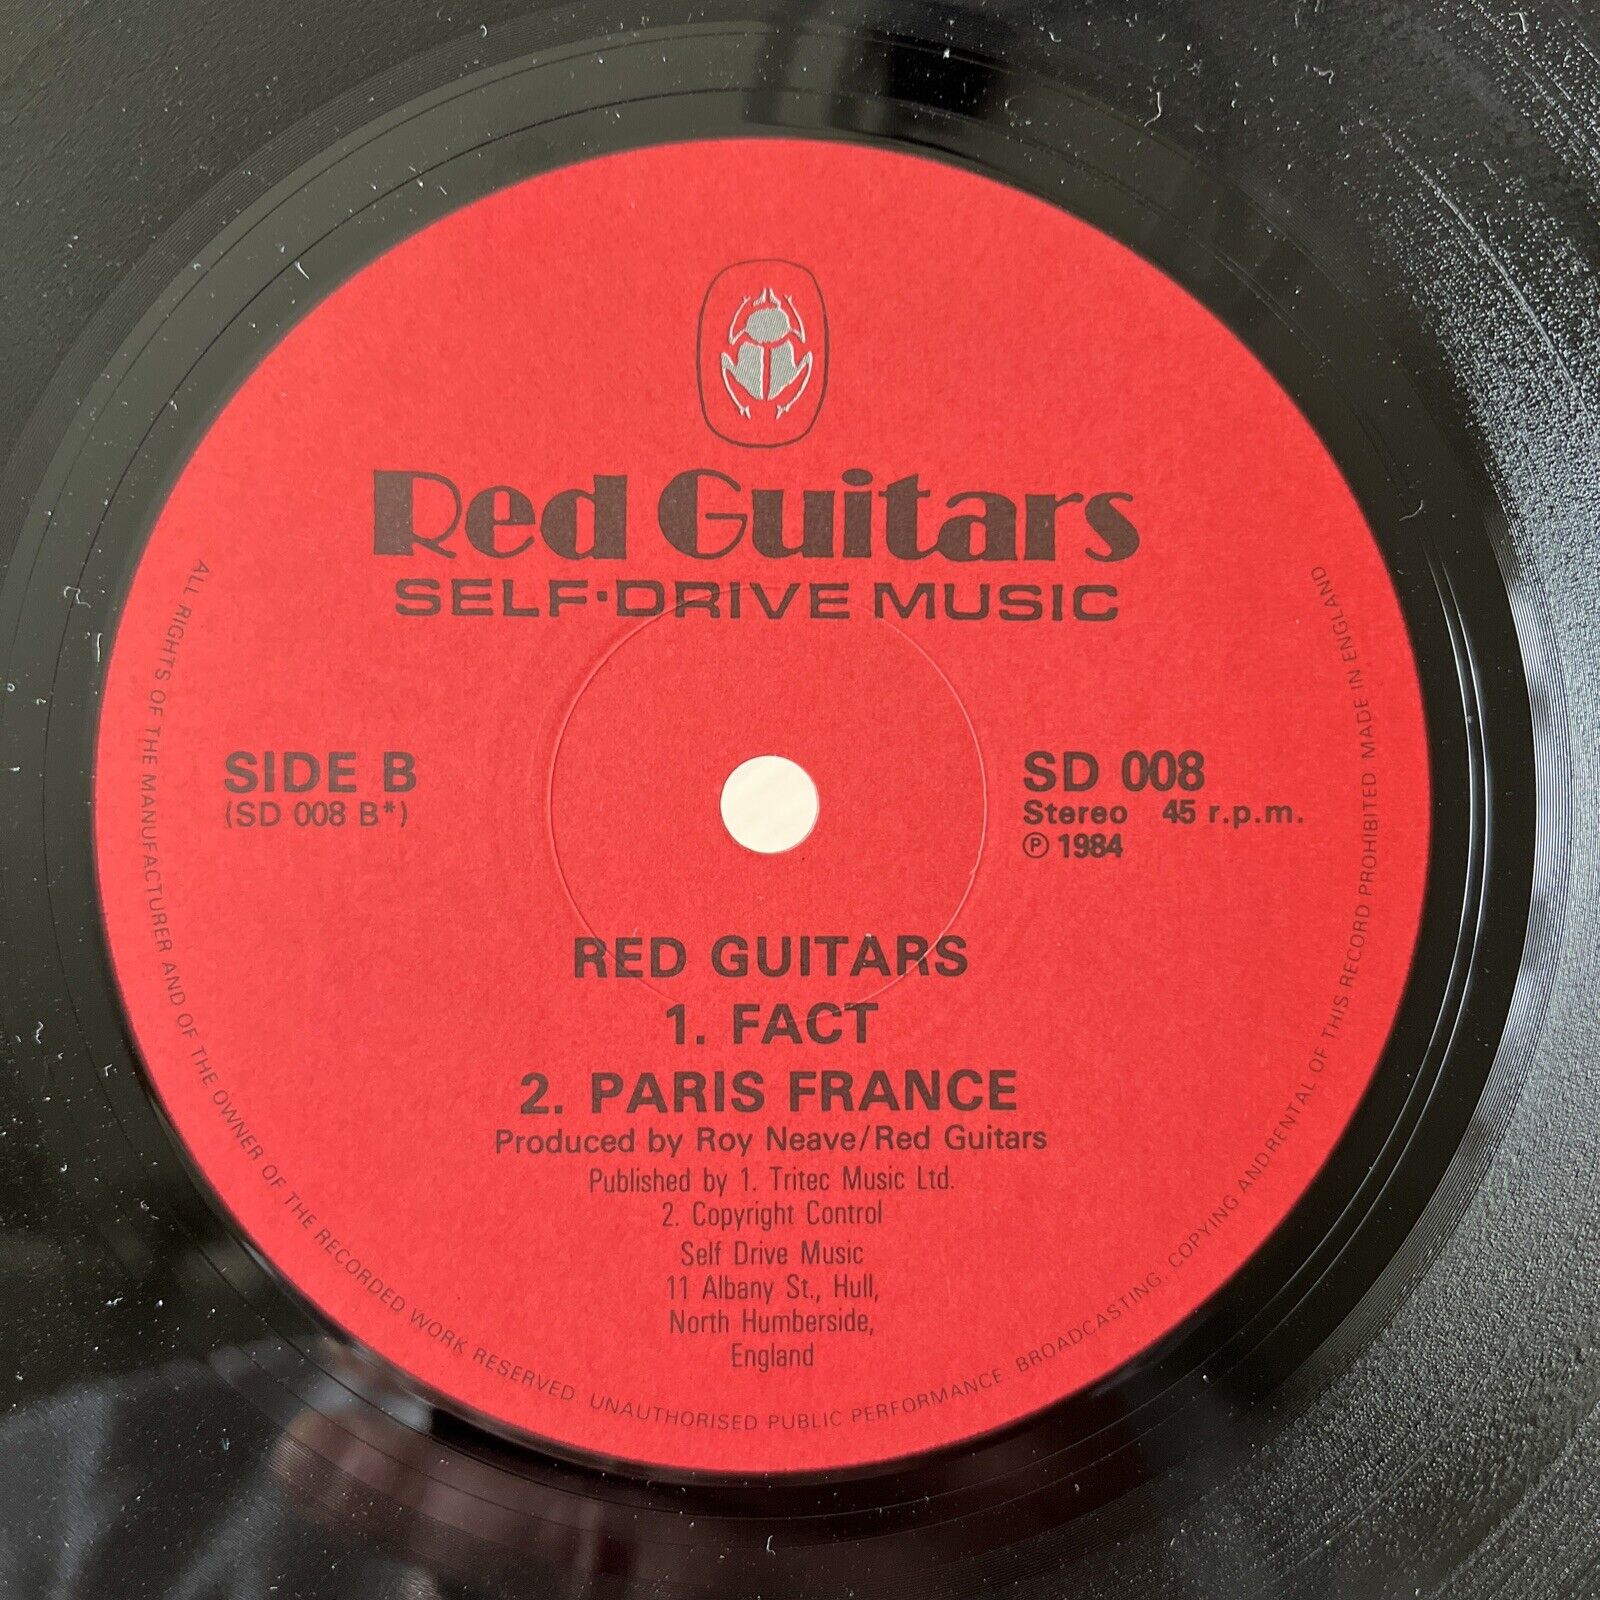 Red Guitars
SELF·DRIVE MUSIC
SIDE B
(SD 008 B*)
SD 008
Stereo 45 r.p.m.
Ⓟ 1984
RED GUITARS
1. FACT
2. PARIS FRANCE
Produced by Roy Neave/Red Guitars
Published by 1. Tritec Music Ltd.
2. Copyright Control
Self Drive Music
11 Albany St., Hull,
North Humberside,
England
ALL RIGHTS OF THE MANUFACTURER AND OF THE OWNER OF THE RECORDED WORK RESERVED UNAUTHORISED PUBLIC PERFORMANCE BROADCASTING, COPYING ANDRENTAL OF THIS RECORD PROHIBITED MADE IN ENGLAND